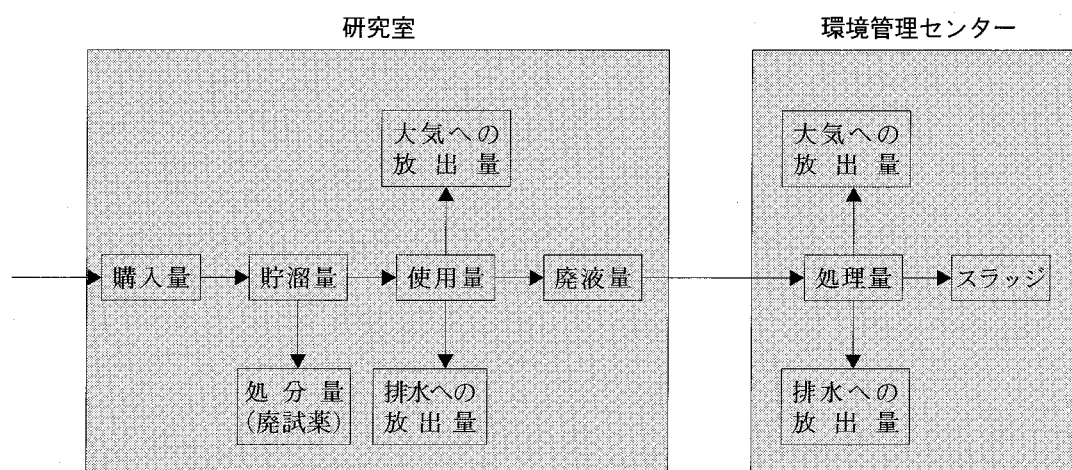 研究室
環境管理センター
大気への
放出量
購入量
貯溜量
使用量
廃液量
処分量
(廃試薬)
排水への
放出量
大気への
放出量
処理量
スラッジ
排水への
放出量